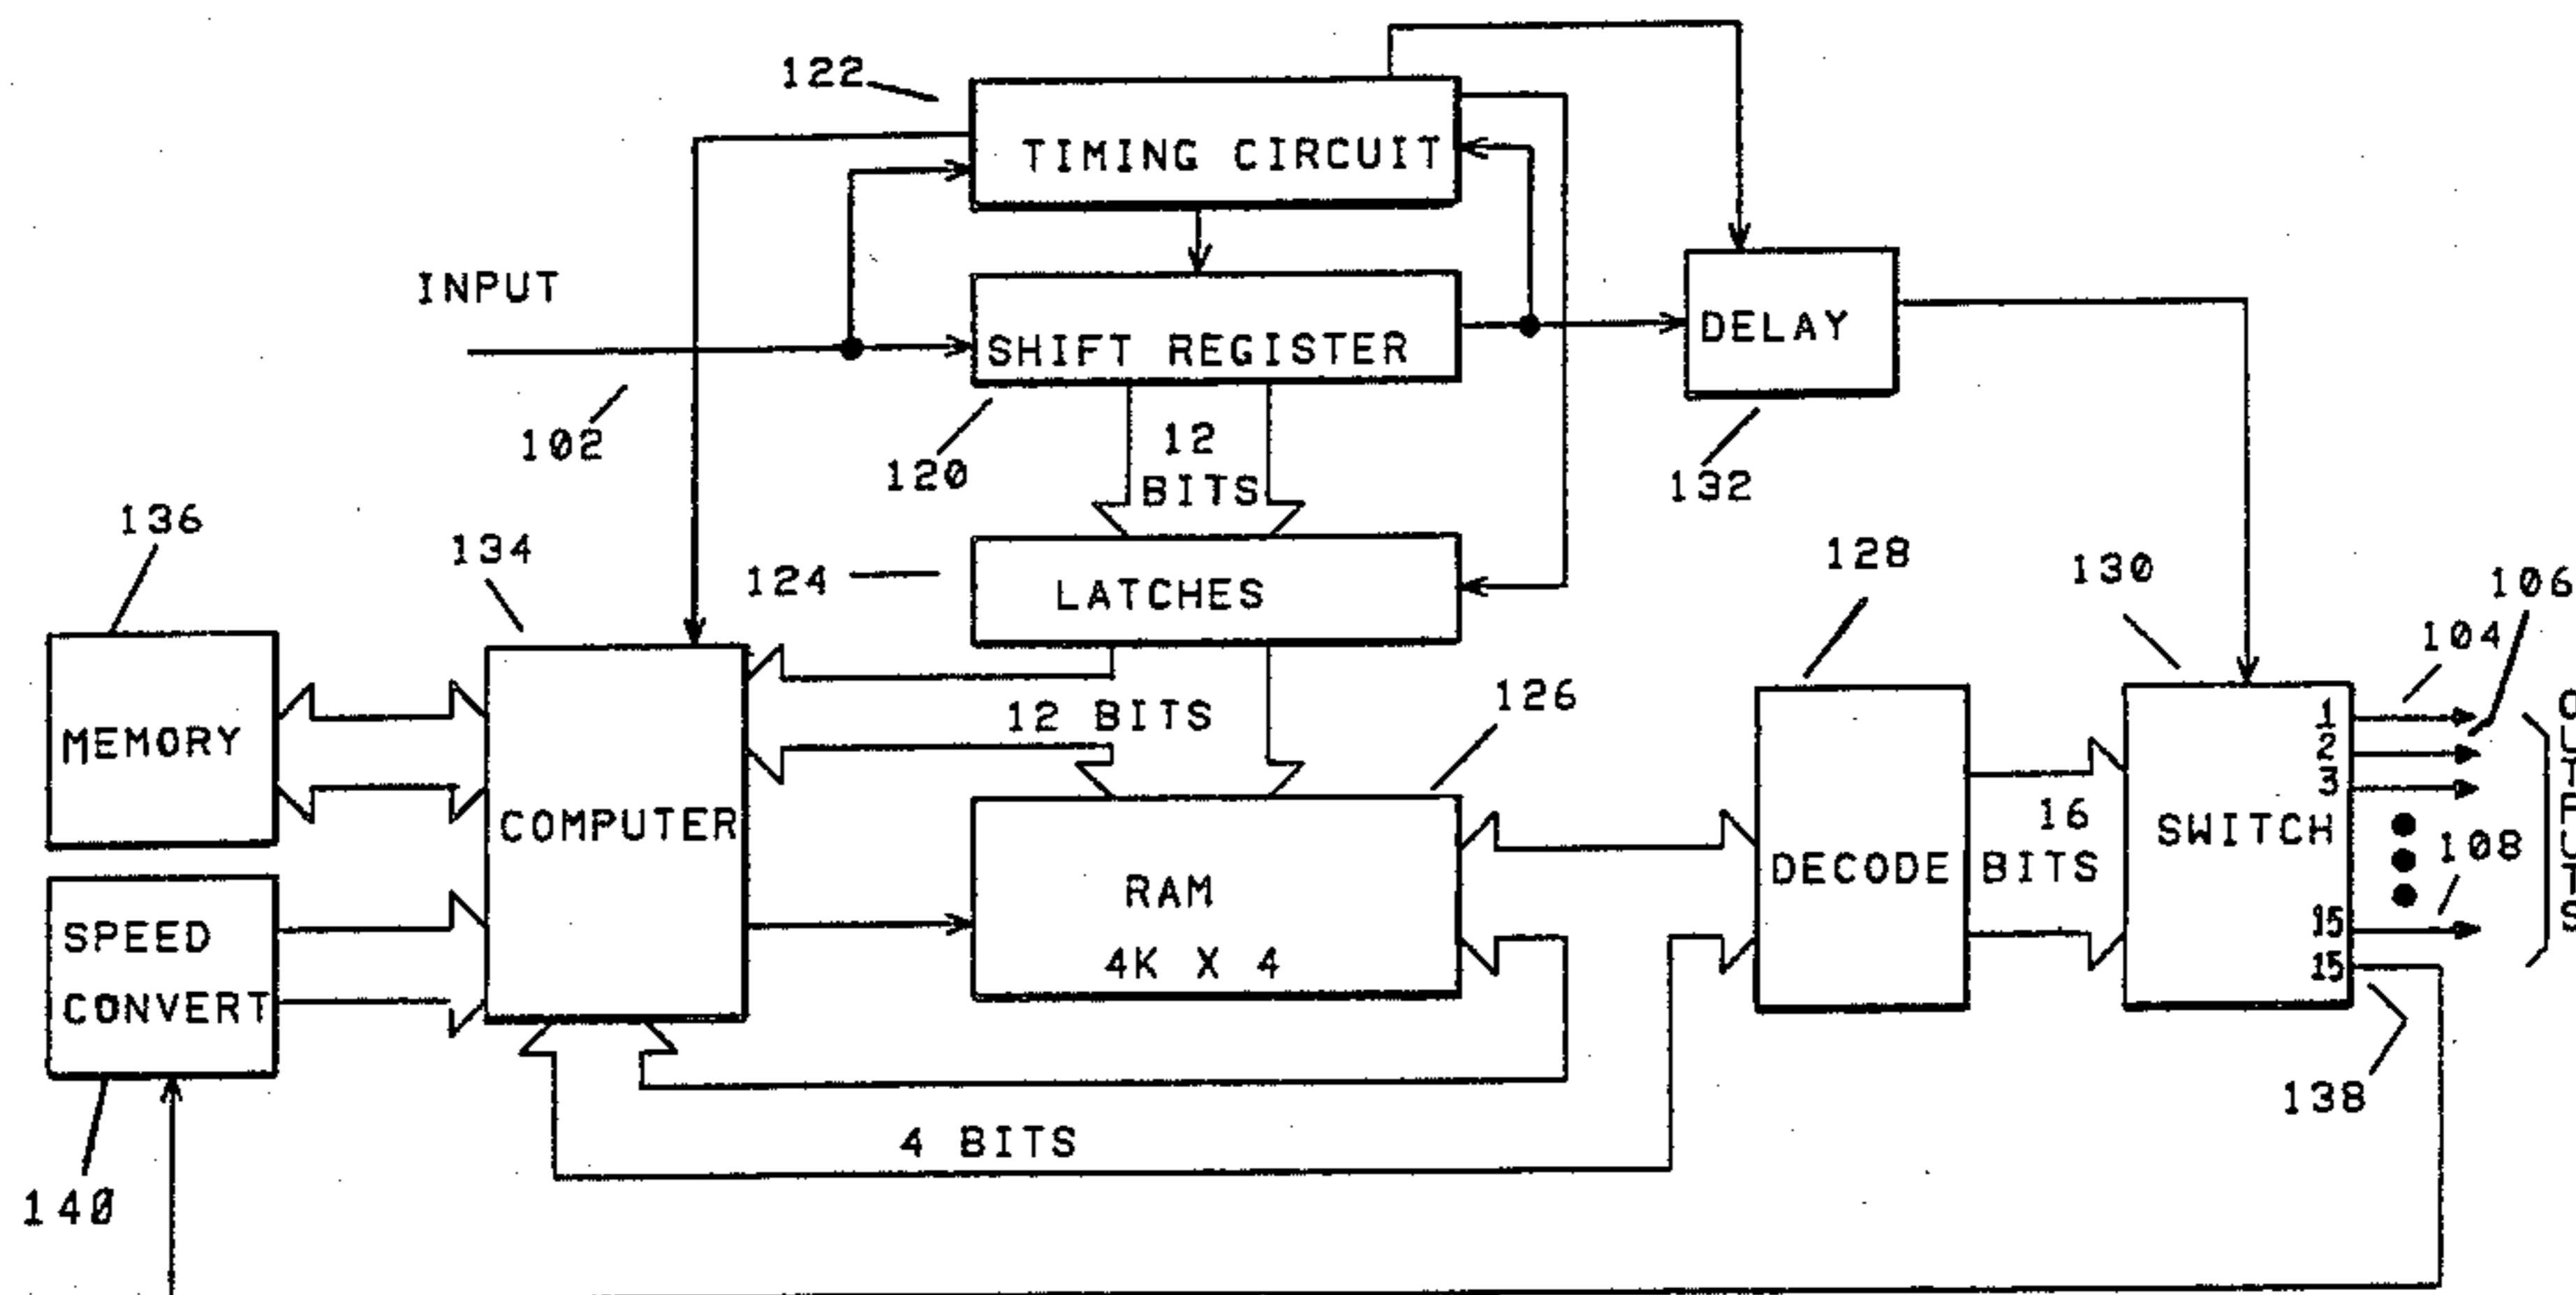 122
TIMING CIRCUIT
INPUT
SHIFT REGISTER
DELAY
102
120
12
BITS
132
136
134
124
LATCHES
128
130
106
104
MEMORY
12 BITS
126
1
2
3
OUTPUTS
COMPUTER
16
BITS
SWITCH
108
DECODE
RAM
4K X 4
SPEED
CONVERT
15
15
138
4 BITS
140